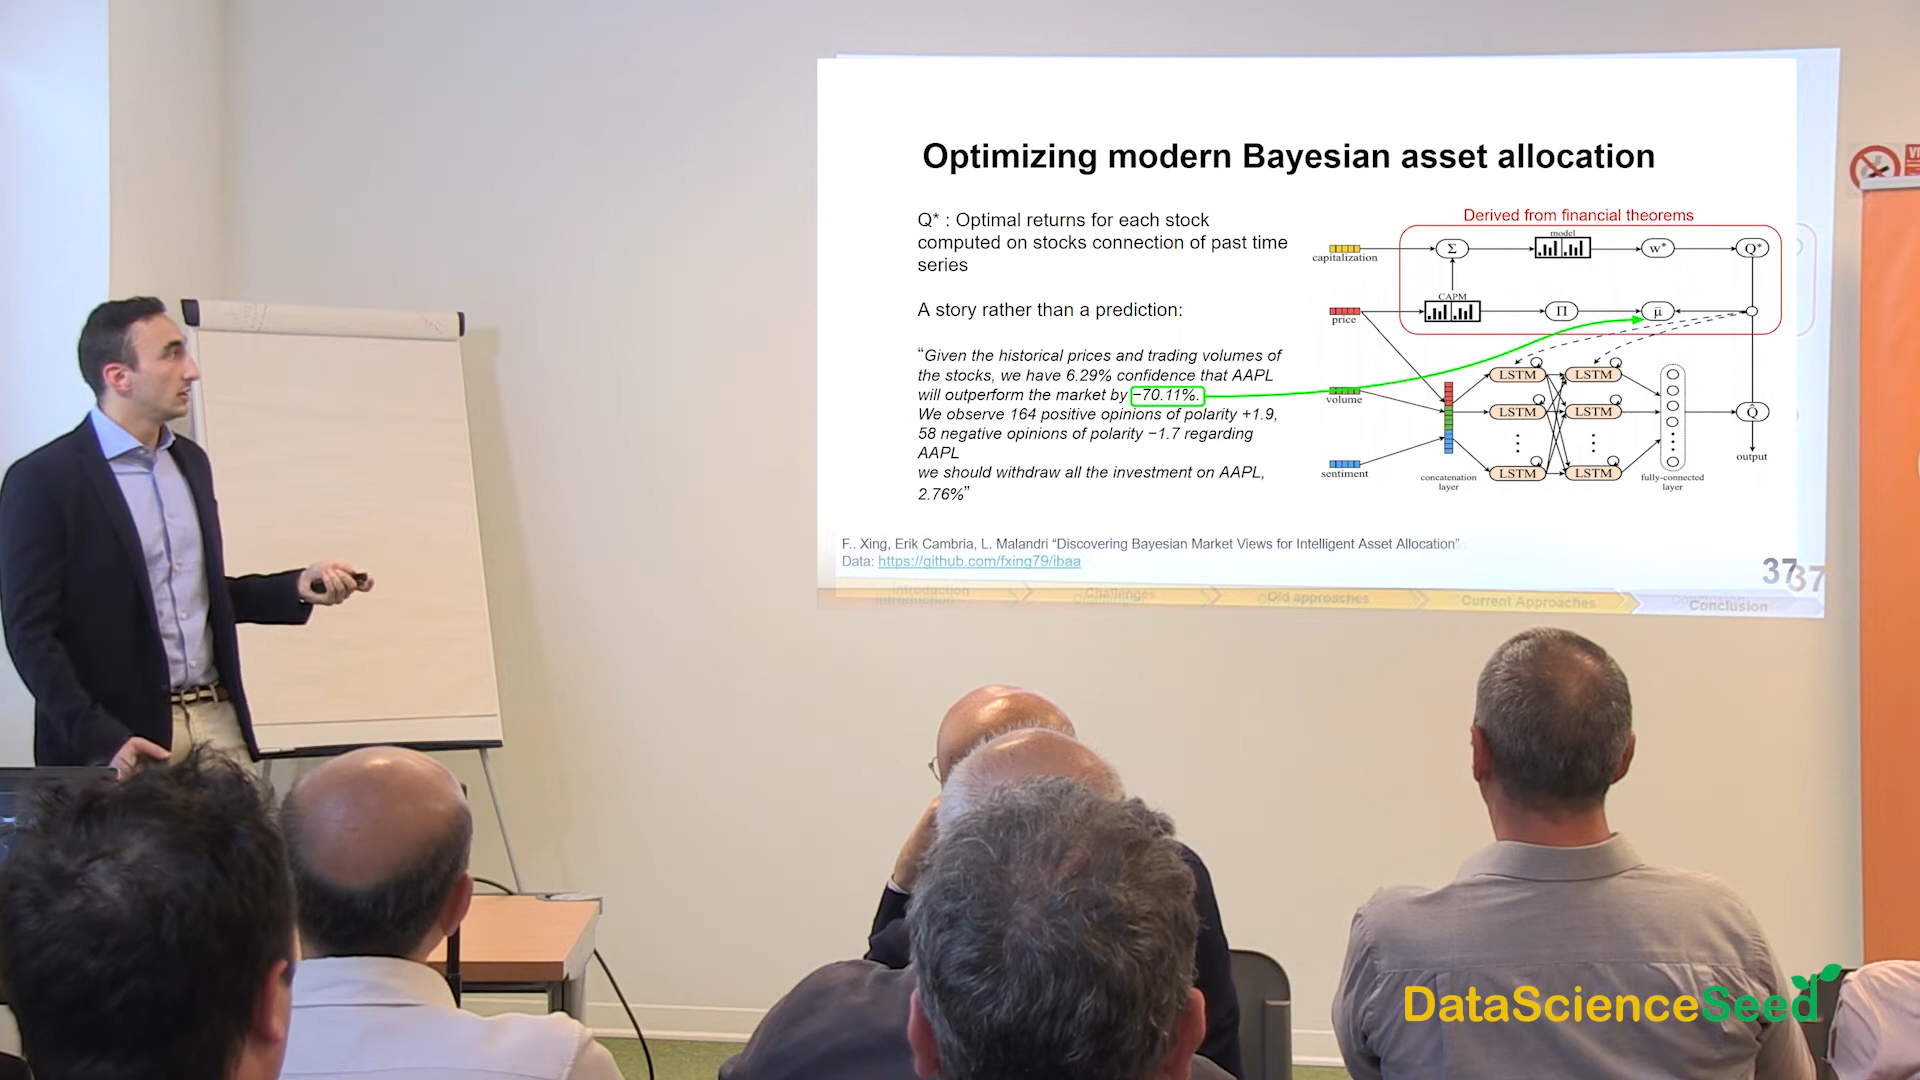 Optimizing modern Bayesian asset allocation
Q* : Optimal returns for each stock
computed on stocks connection of past time
series
A story rather than a prediction:
“Given the historical prices and trading volumes of
the stocks, we have 6.29% confidence that AAPL
will outperform the market by −70.11%.
We observe 164 positive opinions of polarity +1.9,
58 negative opinions of polarity −1.7 regarding
AAPL
we should withdraw all the investment on AAPL,
2.76%”
Derived from financial theorems
capitalization
Σ
model
w*
Q*
price
CAPM
Π
μ̄
volume
sentiment
LSTM
LSTM
LSTM
LSTM
LSTM
LSTM
concatenation
layer
fully-connected
layer
Q̂
output
F.. Xing, Erik Cambria, L. Malandri “Discovering Bayesian Market Views for Intelligent Asset Allocation”
Data: https://github.com/fxing79/ibaa
37
37
Introduction
Challenges
Old approaches
Current Approaches
Conclusion
VI
DataScienceSeed